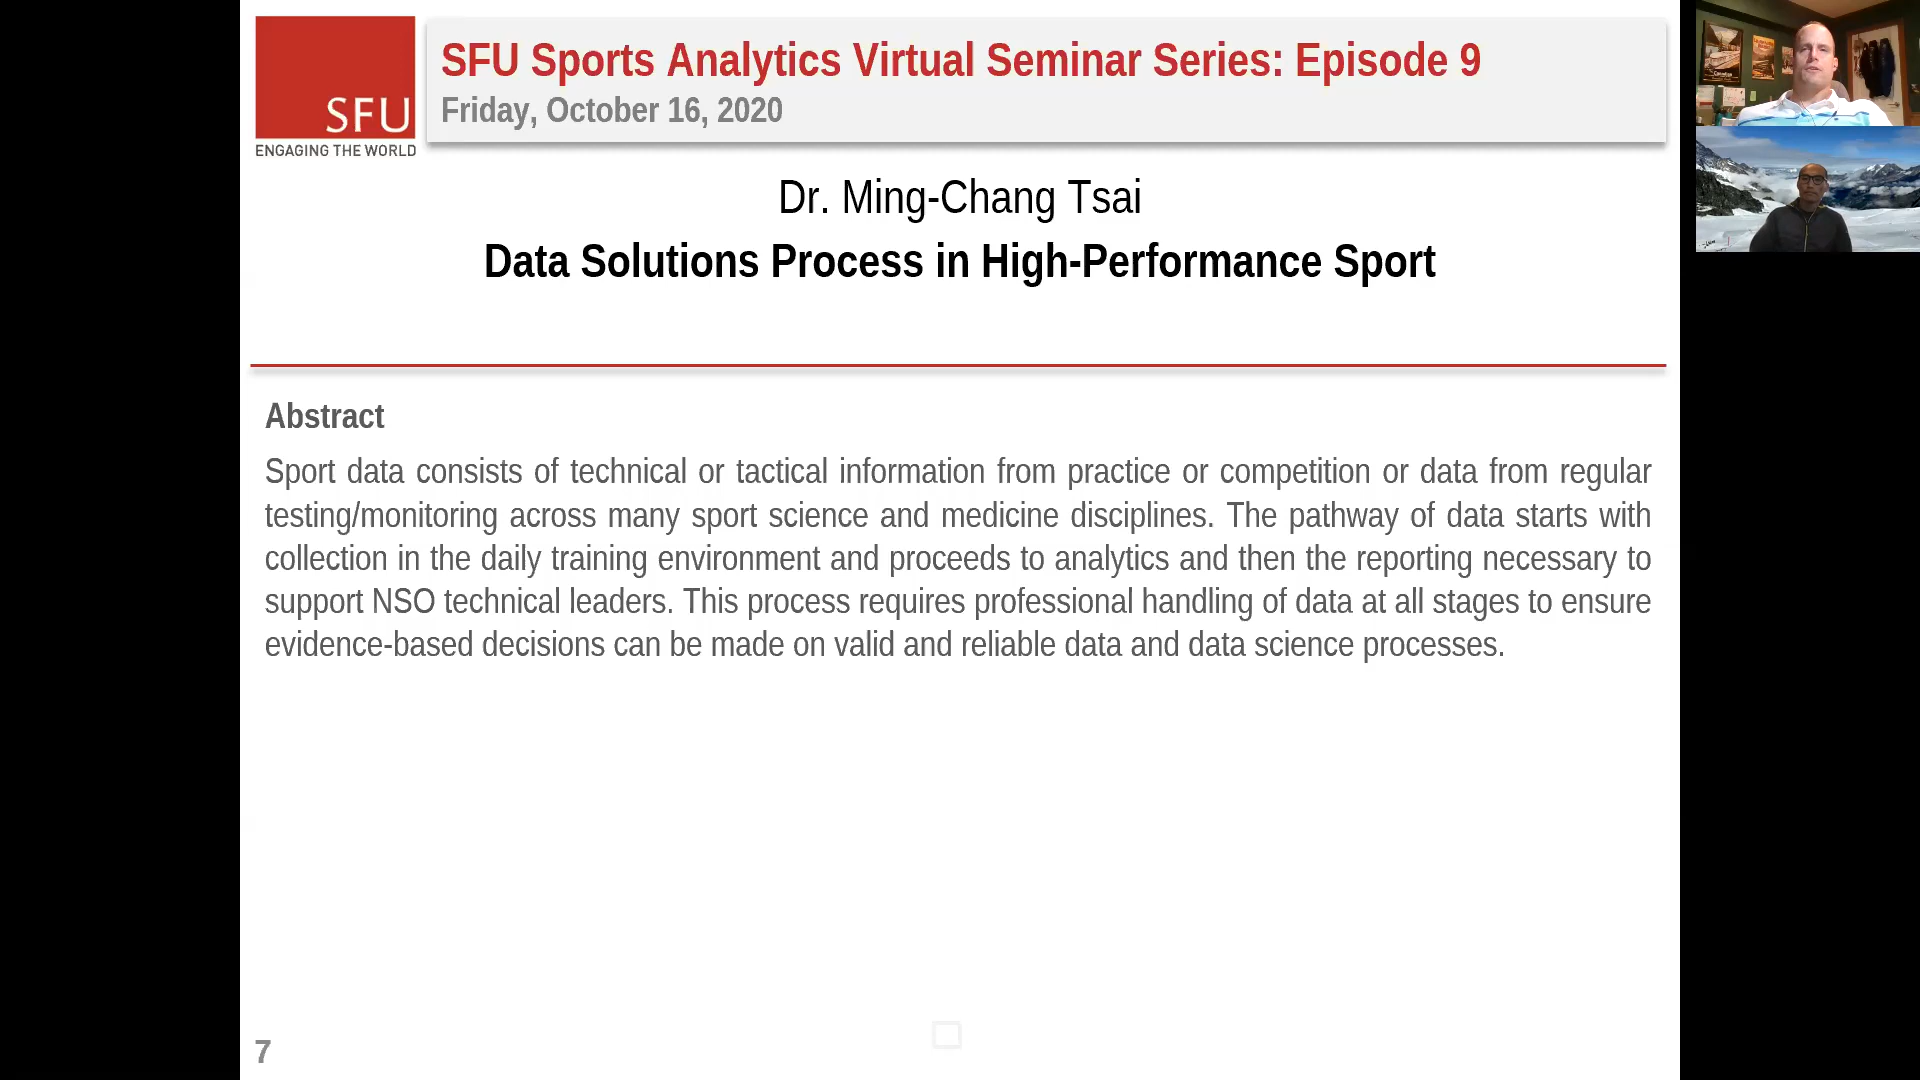 SFU
ENGAGING THE WORLD
SFU Sports Analytics Virtual Seminar Series: Episode 9
Friday, October 16, 2020
Dr. Ming-Chang Tsai
Data Solutions Process in High-Performance Sport
Abstract
Sport data consists of technical or tactical information from practice or competition or data from regular
testing/monitoring across many sport science and medicine disciplines. The pathway of data starts with
collection in the daily training environment and proceeds to analytics and then the reporting necessary to
support NSO technical leaders. This process requires professional handling of data at all stages to ensure
evidence-based decisions can be made on valid and reliable data and data science processes.
7